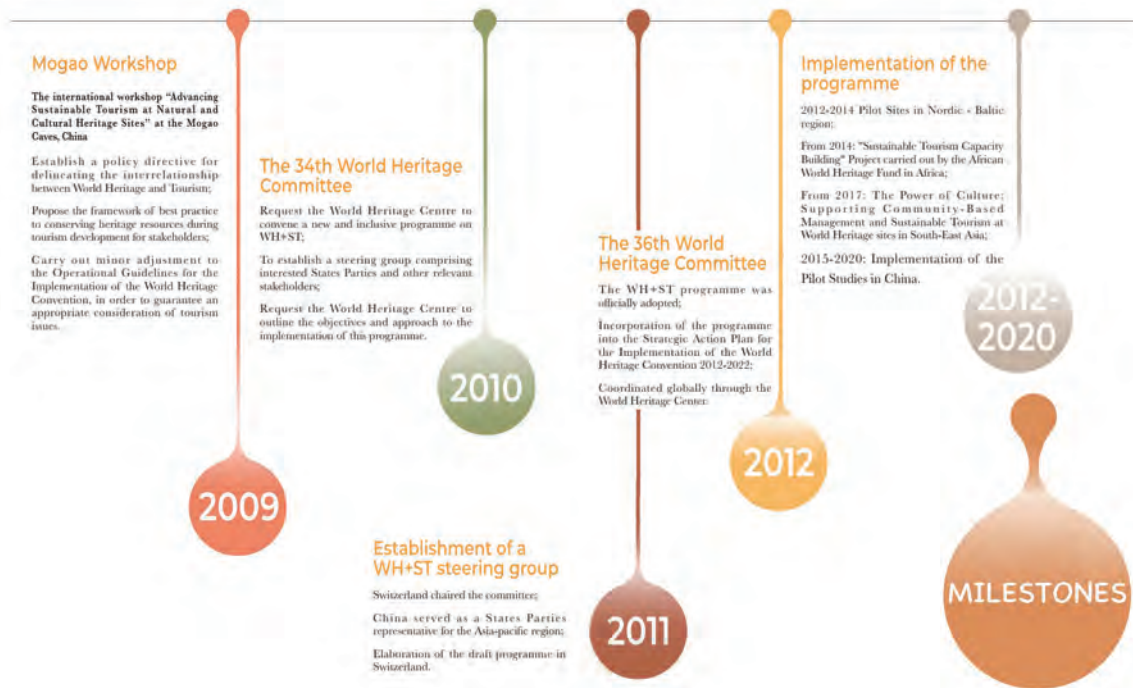 Mogao Workshop
The international workshop “Advancing
Sustainable Tourism at Natural and
Cultural Heritage Sites” at the Mogao
Caves, China
Establish a policy directive for
delineating the interrelationship
between World Heritage and Tourism;
Propose the framework of best practice
to conserving heritage resources during
tourism development for stakeholders;
Carry out minor adjustment to
the Operational Guidelines for the
Implementation of the World Heritage
Convention, in order to guarantee an
appropriate consideration of tourism
issues.
2009
The 34th World Heritage
Committee
Request the World Heritage Centre to
convene a new and inclusive programme on
WH+ST;
To establish a steering group comprising
interested States Parties and other relevant
stakeholders;
Request the World Heritage Centre to
outline the objectives and approach to the
implementation of this programme.
2010
Establishment of a
WH+ST steering group
Switzerland chaired the committee;
China served as a States Parties
representative for the Asia-pacific region;
Elaboration of the draft programme in
Switzerland.
2011
The 36th World
Heritage Committee
The WH+ST programme was
officially adopted;
Incorporation of the programme
into the Strategic Action Plan for
the Implementation of the World
Heritage Convention 2012-2022;
Coordinated globally through the
World Heritage Center.
2012
Implementation of the
programme
2012-2014 Pilot Sites in Nordic - Baltic
region;
From 2014: "Sustainable Tourism Capacity
Building" Project carried out by the African
World Heritage Fund in Africa;
From 2017: The Power of Culture:
Supporting Community-Based
Management and Sustainable Tourism at
World Heritage sites in South-East Asia;
2015-2020: Implementation of the
Pilot Studies in China.
2012-
2020
MILESTONES